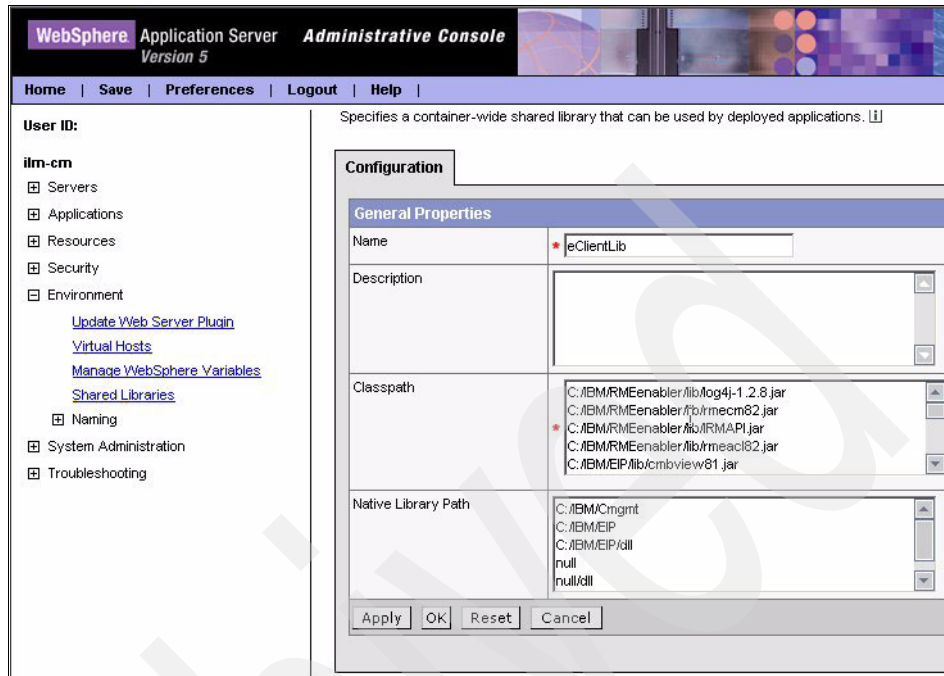 WebSphere Application Server Administrative Console
Version 5
Home | Save | Preferences | Logout | Help |
User ID:
ilm-cm
Servers
Applications
Resources
Security
Environment
Update Web Server Plugin
Virtual Hosts
Manage WebSphere Variables
Shared Libraries
Naming
System Administration
Troubleshooting
Specifies a container-wide shared library that can be used by deployed applications. i
Configuration
General Properties
Name * eClientLib
Description
Classpath
C:/IBM/RMEenabler/lib/log4j-1.2.8.jar
C:/IBM/RMEenabler/lib/rmecm82.jar
* C:/IBM/RMEenabler/lib/IRMAPI.jar
C:/IBM/RMEenabler/lib/rmeacl82.jar
C:/IBM/EIP/lib/cmbview81.jar
Native Library Path
C:/IBM/Cmgmt
C:/IBM/EIP
C:/IBM/EIP/dll
null
null/dll
Apply OK Reset Cancel